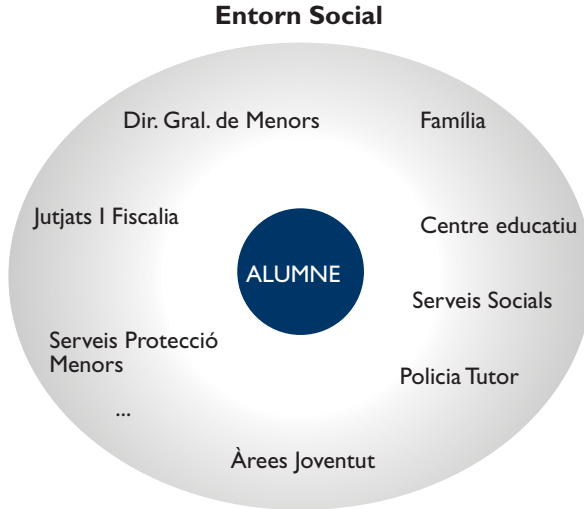 Entorn Social
Dir. Gral. de Menors
Família
Jutjats I Fiscalia
Centre educatiu
ALUMNE
Serveis Socials
Serveis Protecció
Menors
Policia Tutor
...
Àrees Joventut